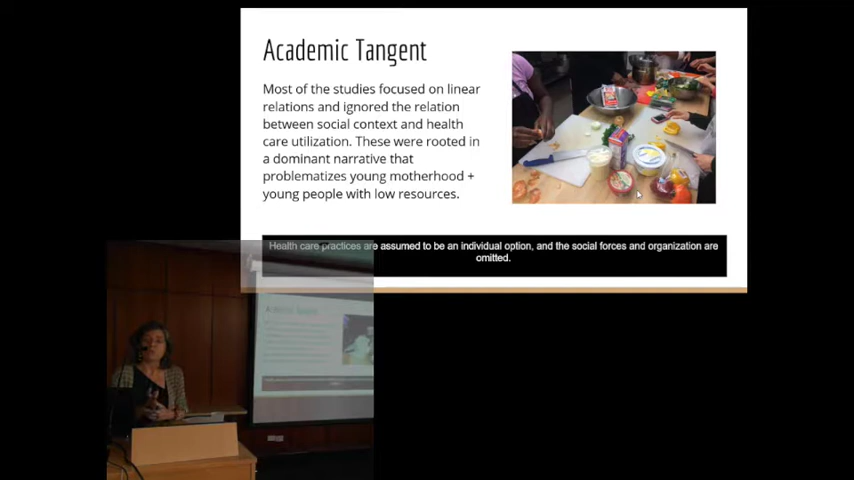 Academic Tangent
Most of the studies focused on linear
relations and ignored the relation
between social context and health
care utilization. These were rooted in
a dominant narrative that
problematizes young motherhood +
young people with low resources.
Health care practices are assumed to be an individual option, and the social forces and organization are
omitted.